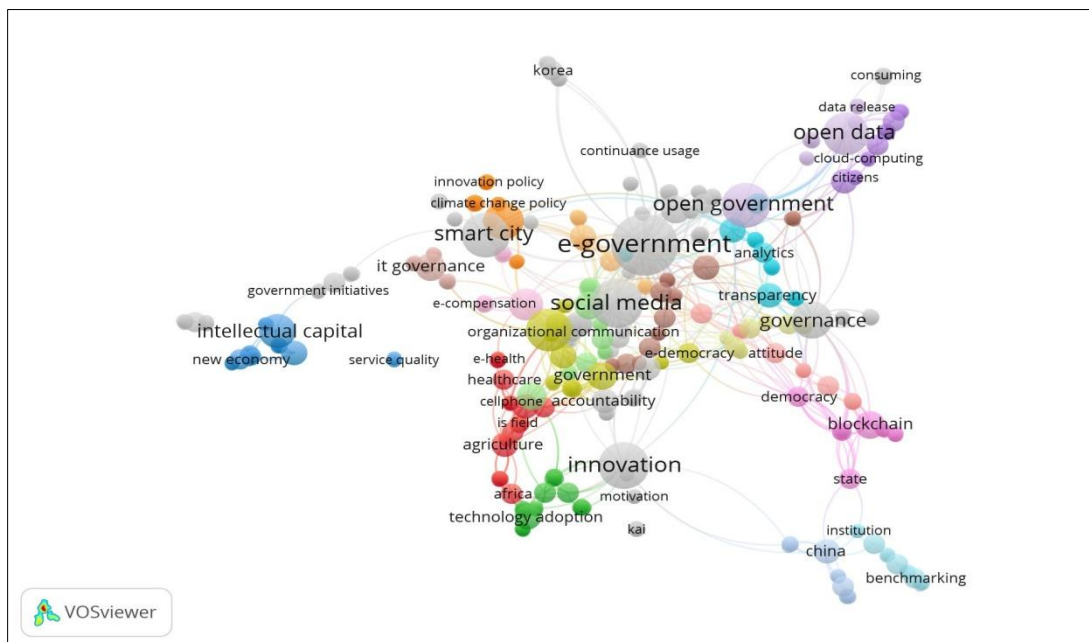 korea
consuming
data release
open data
continuance usage
cloud-computing
citizens
innovation policy
climate change policy
open government
smart city
e-government
analytics
it governance
government initiatives
transparency
e-compensation
social media
governance
intellectual capital
organizational communication
new economy
service quality
e-health
e-democracy
attitude
healthcare
government
cellphone
accountability
democracy
is field
blockchain
agriculture
innovation
state
africa
motivation
technology adoption
kai
institution
china
benchmarking
VOSviewer